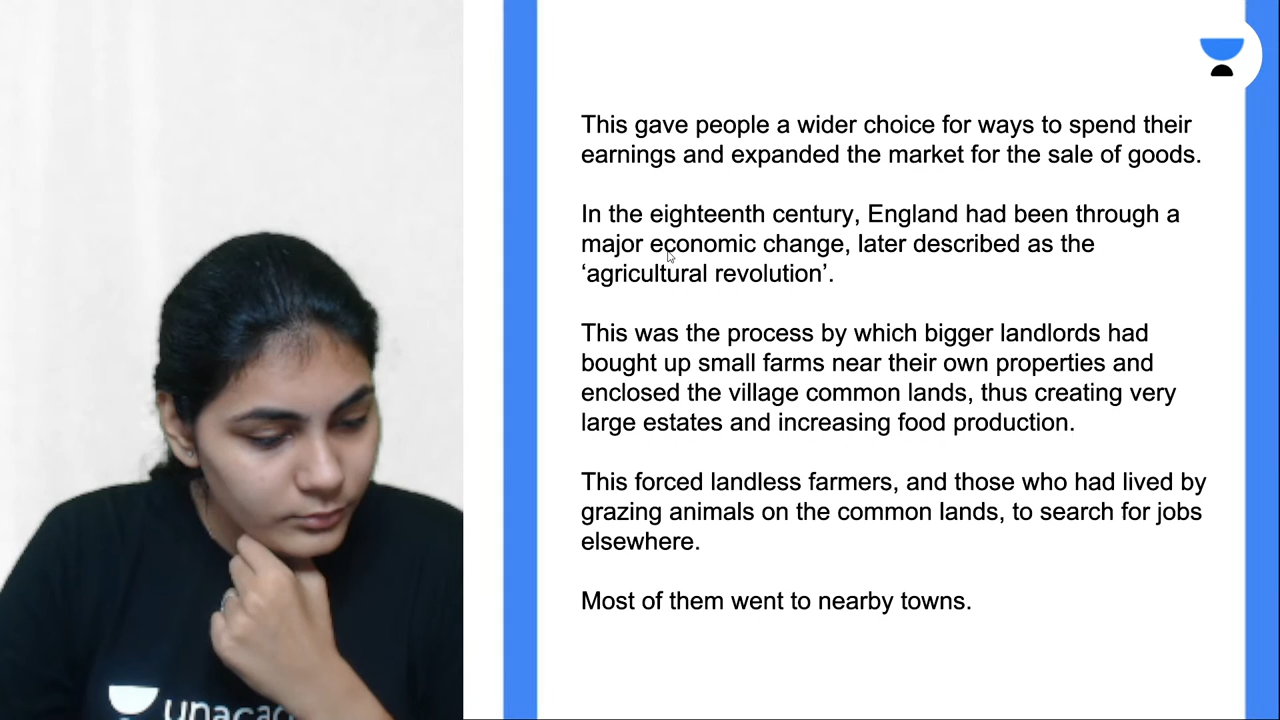 This gave people a wider choice for ways to spend their
earnings and expanded the market for the sale of goods.
In the eighteenth century, England had been through a
major economic change, later described as the
‘agricultural revolution’.
This was the process by which bigger landlords had
bought up small farms near their own properties and
enclosed the village common lands, thus creating very
large estates and increasing food production.
This forced landless farmers, and those who had lived by
grazing animals on the common lands, to search for jobs
elsewhere.
Most of them went to nearby towns.